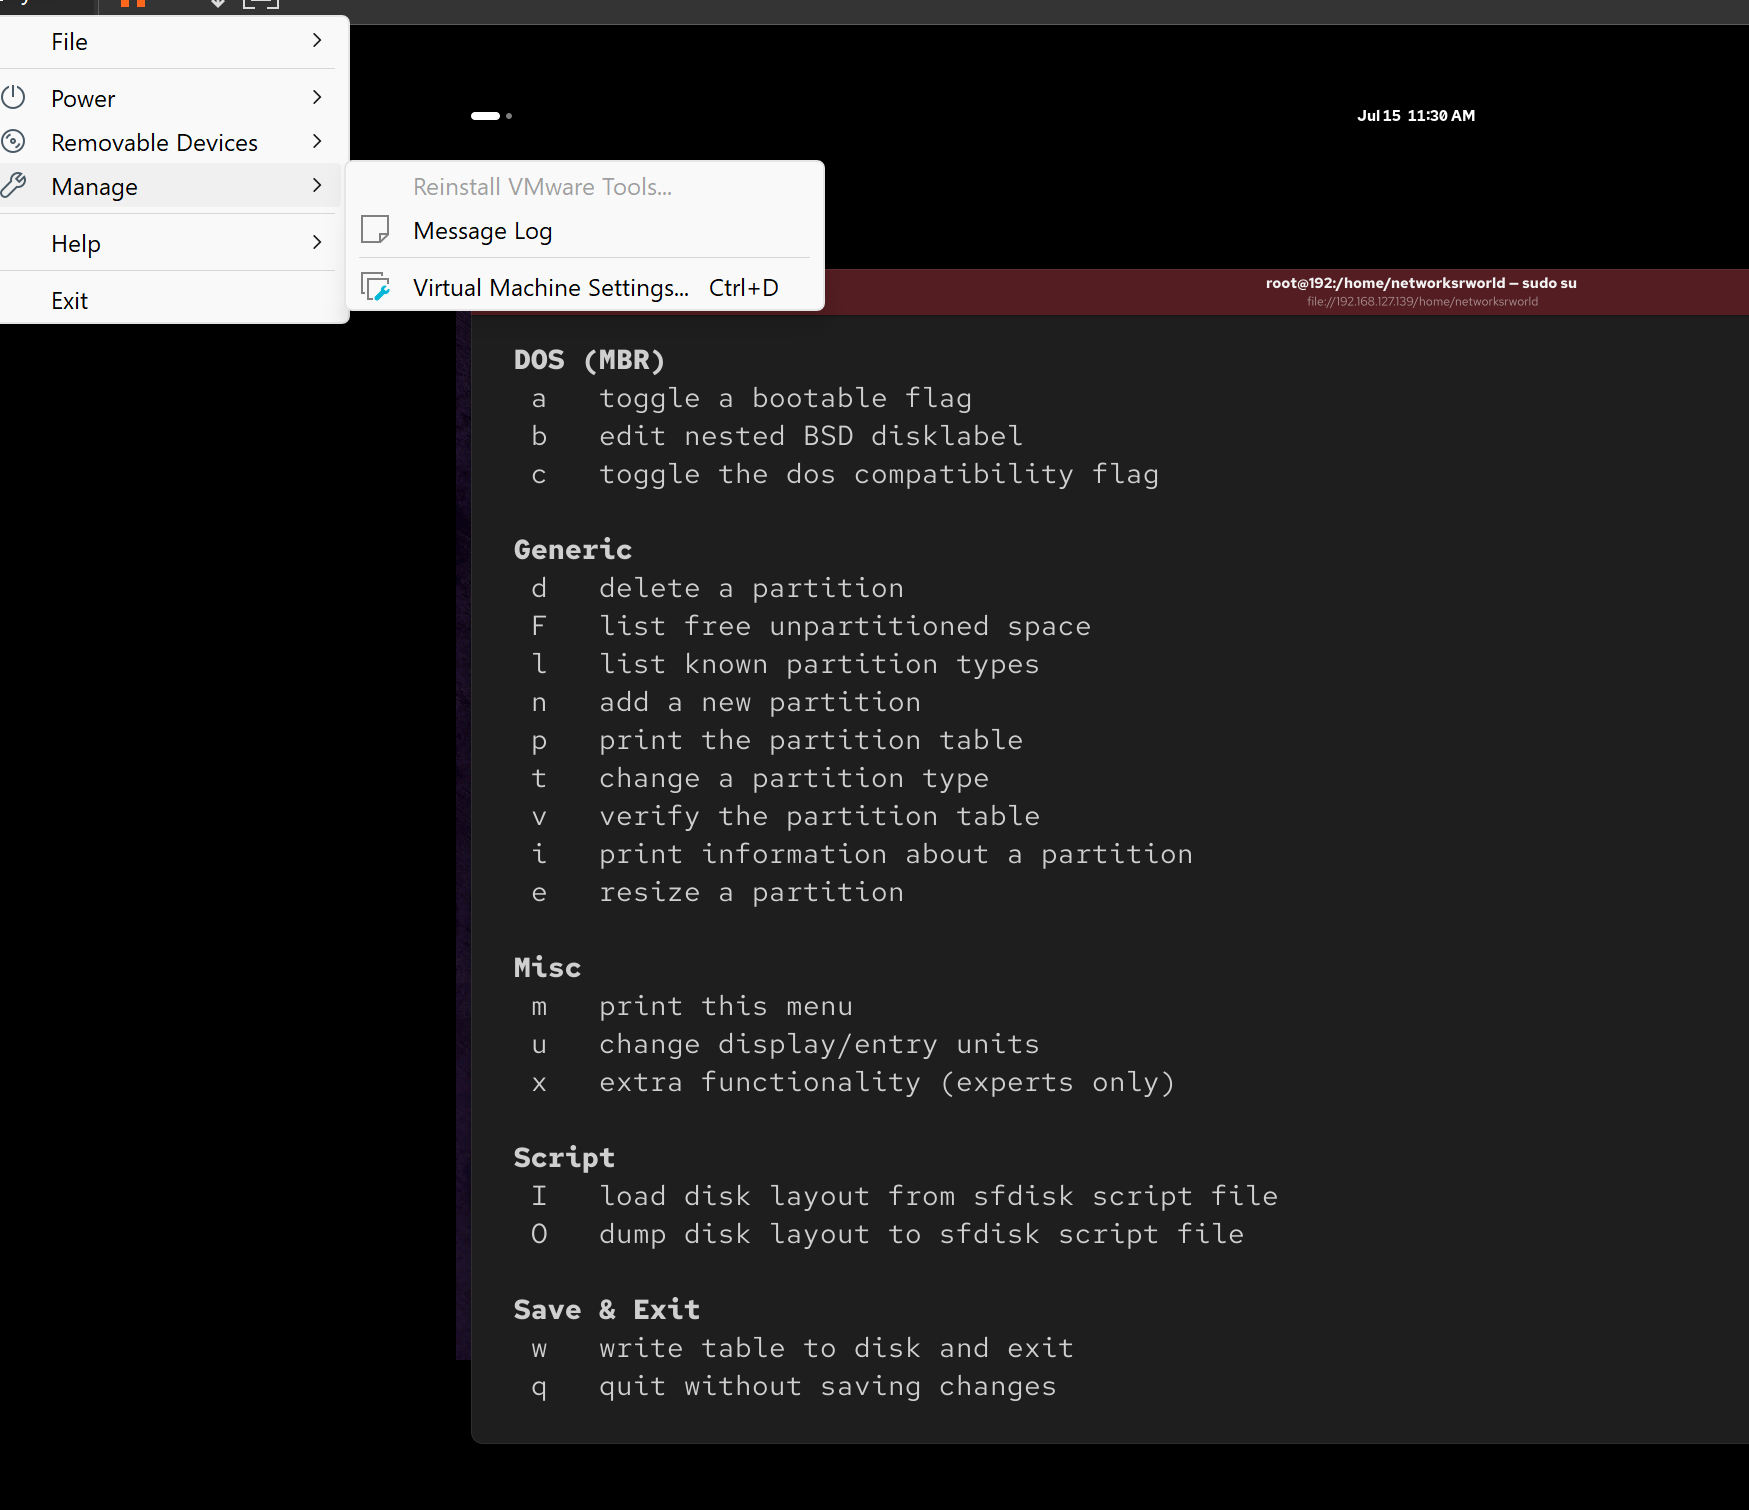 File
Power
Removable Devices
Manage
Help
Exit
Reinstall VMware Tools...
Message Log
Virtual Machine Settings... Ctrl+D
Jul 15 11:30 AM
root@192:/home/networksrworld — sudo su
file://192.168.127.139/home/networksrworld
DOS (MBR)
a toggle a bootable flag
b edit nested BSD disklabel
c toggle the dos compatibility flag
Generic
d delete a partition
F list free unpartitioned space
l list known partition types
n add a new partition
p print the partition table
t change a partition type
v verify the partition table
i print information about a partition
e resize a partition
Misc
m print this menu
u change display/entry units
x extra functionality (experts only)
Script
I load disk layout from sfdisk script file
O dump disk layout to sfdisk script file
Save & Exit
w write table to disk and exit
q quit without saving changes